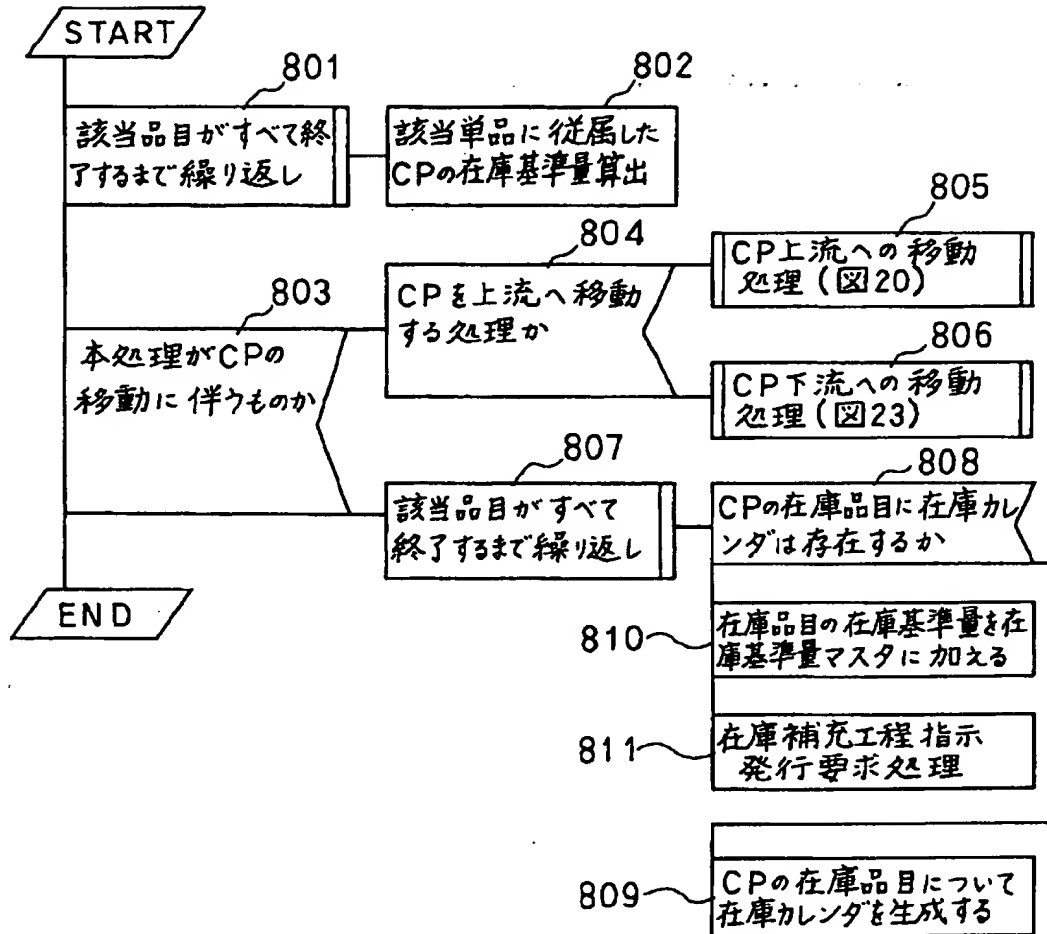 START
801
該当品目がすべて終
了するまで繰り返し
802
該当単品に従属した
CPの在庫基準量算出
803
本処理がCPの
移動に伴うものか
804
CPを上流へ移動
する処理か
805
CP上流への移動
処理(図20)
806
CP下流への移動
処理(図23)
807
該当品目がすべて
終了するまで繰り返し
808
CPの在庫品目に在庫カレ
ンダは存在するか
810
在庫品目の在庫基準量を在
庫基準量マスタに加える
811
在庫補充工程指示
発行要求処理
809
CPの在庫品目について
在庫カレンダを生成する
END